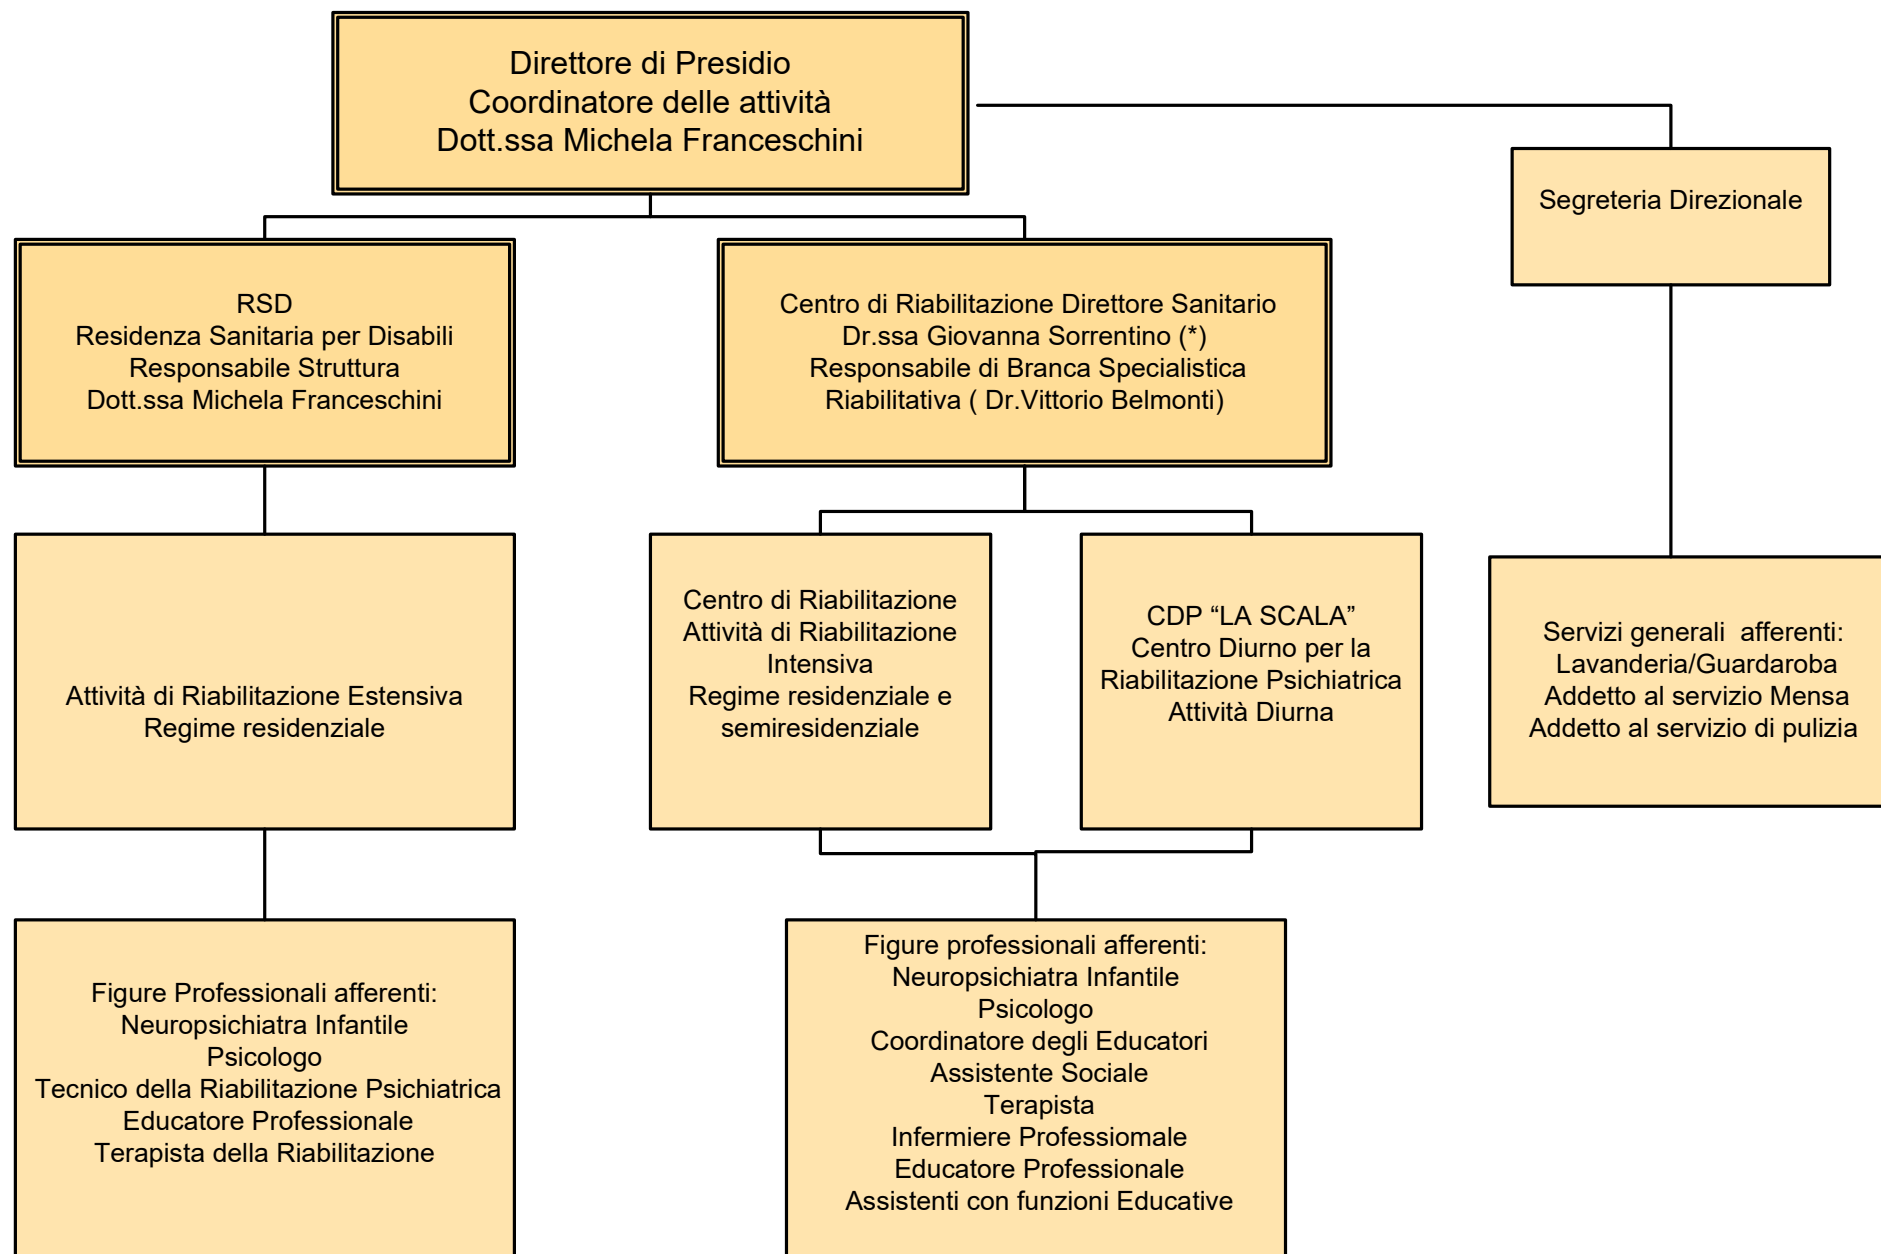 Direttore di Presidio
Coordinatore delle attività
Dott.ssa Michela Franceschini
Segreteria Direzionale
RSD
Residenza Sanitaria per Disabili
Responsabile Struttura
Dott.ssa Michela Franceschini
Centro di Riabilitazione Direttore Sanitario
Dr.ssa Giovanna Sorrentino (*)
Responsabile di Branca Specialistica
Riabilitativa ( Dr.Vittorio Belmonti)
Attività di Riabilitazione Estensiva
Regime residenziale
Centro di Riabilitazione
Attività di Riabilitazione
Intensiva
Regime residenziale e
semiresidenziale
CDP “LA SCALA”
Centro Diurno per la
Riabilitazione Psichiatrica
Attività Diurna
Servizi generali  afferenti:
Lavanderia/Guardaroba
Addetto al servizio Mensa
Addetto al servizio di pulizia
Figure Professionali afferenti:
Neuropsichiatra Infantile
Psicologo
Tecnico della Riabilitazione Psichiatrica
Educatore Professionale
Terapista della Riabilitazione
Figure professionali afferenti:
Neuropsichiatra Infantile
Psicologo
Coordinatore degli Educatori
Assistente Sociale
Terapista
Infermiere Professiomale
Educatore Professionale
Assistenti con funzioni Educative